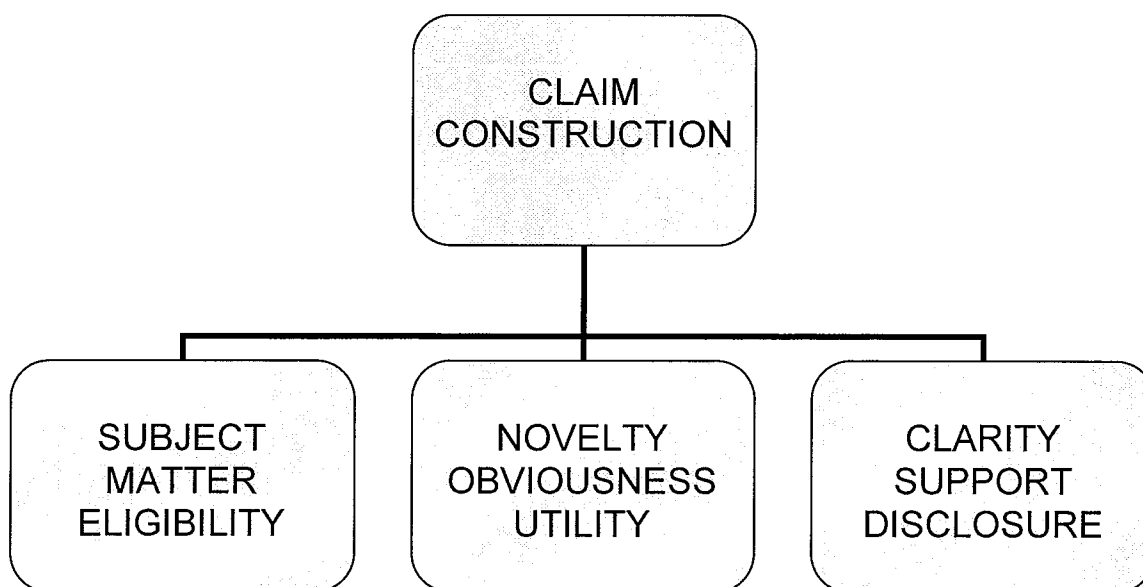 CLAIM
CONSTRUCTION
SUBJECT
MATTER
ELIGIBILITY
NOVELTY
OBVIOUSNESS
UTILITY
CLARITY
SUPPORT
DISCLOSURE